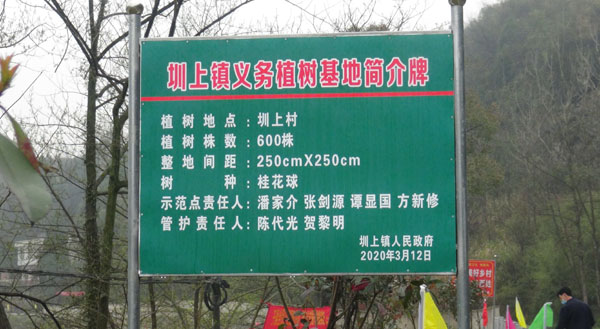 圳上镇义务植树基地简介牌
植树地点：圳上村
植树株数：600株
整地间距：250cmX250cm
树种：桂花球
示范点责任人：潘家介 张剑源 谭显国 方新修
管护责任人：陈代光 贺黎明
圳上镇人民政府
2020年3月12日